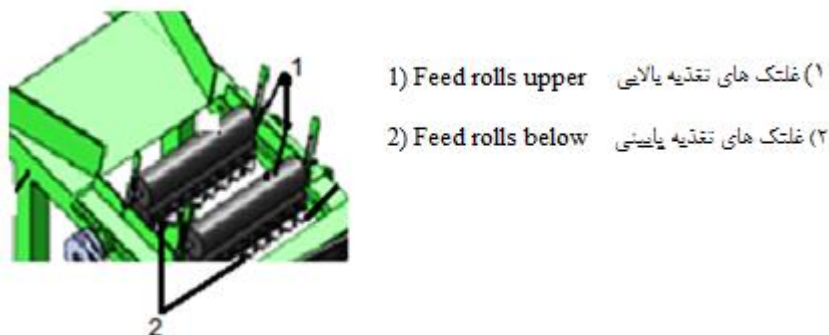 1
1) Feed rolls upper ۱) غلتک های تغذیه بالایی
2) Feed rolls below ۲) غلتک های تغذیه پایینی
2